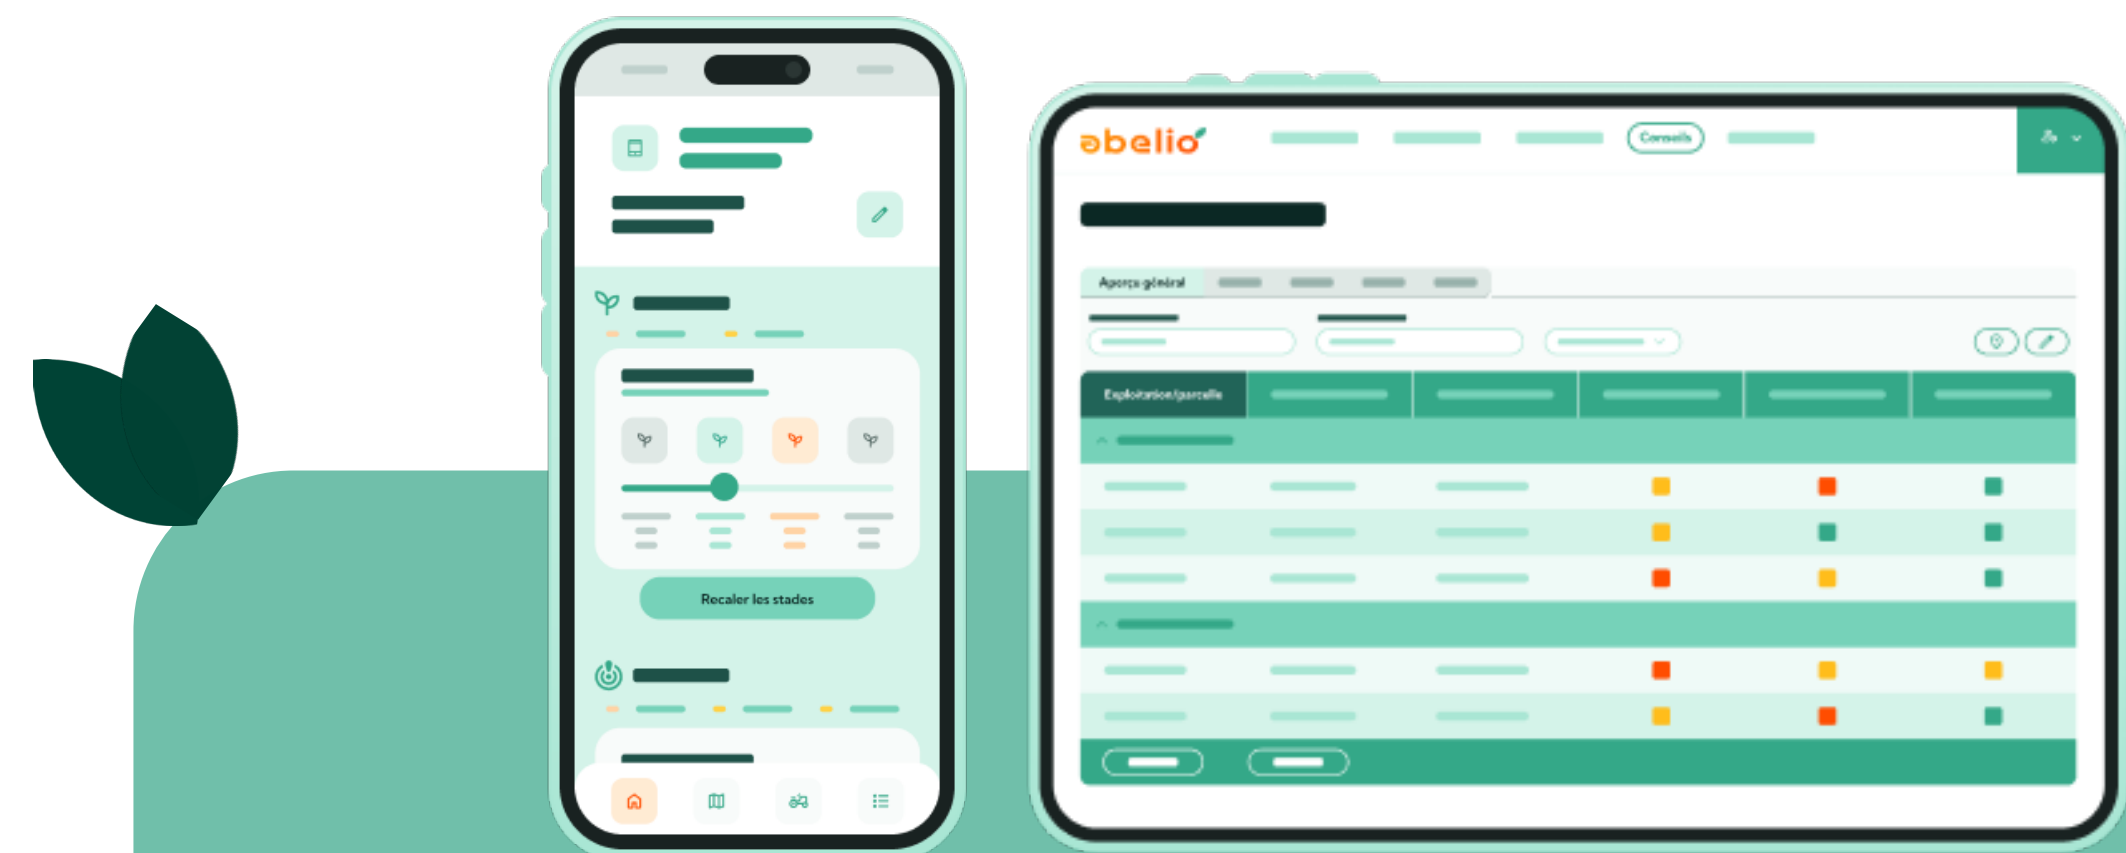 abelio
Conseils
Aperçu général
Exploitation/parcelle
Recaler les stades